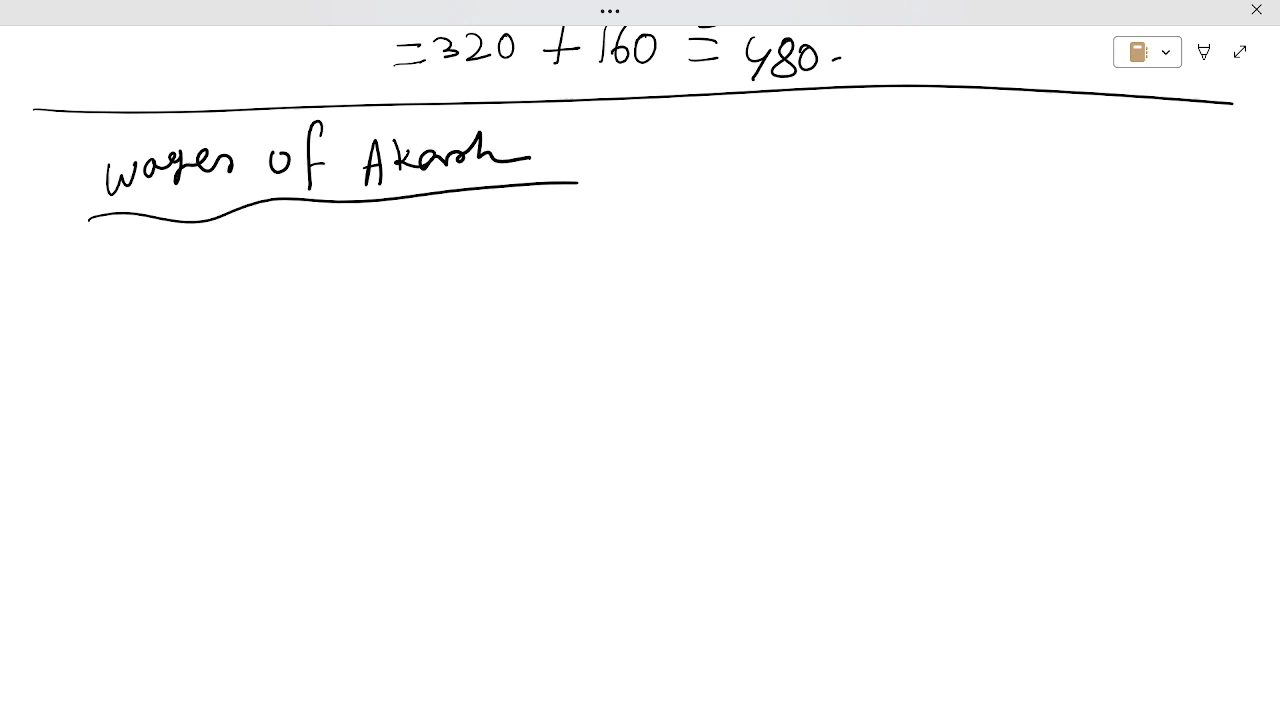 = 320 + 160 = 480.
wages of Akash